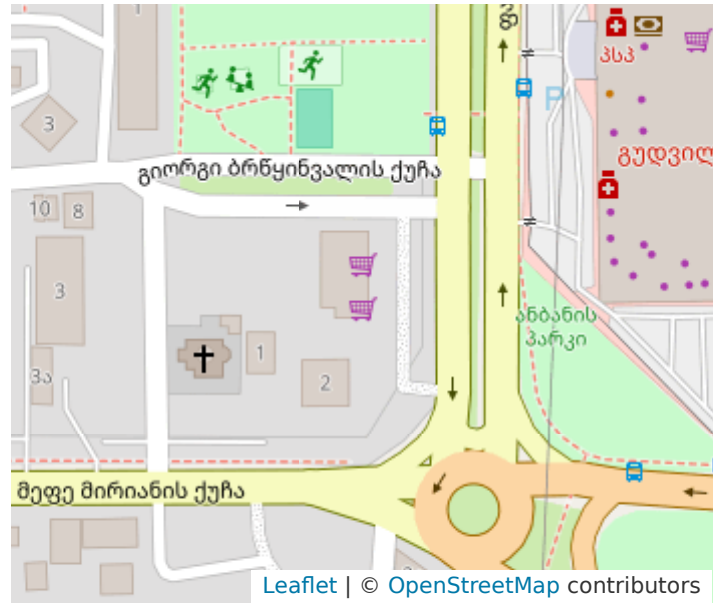 1
3
პსპ
P
გუდვილ
გიორგი ბრწყინვალის ქუჩა
10
8
3
ანბანის
პარკი
1
3ა
2
მეფე მირიანის ქუჩა
Leaflet | © OpenStreetMap contributors